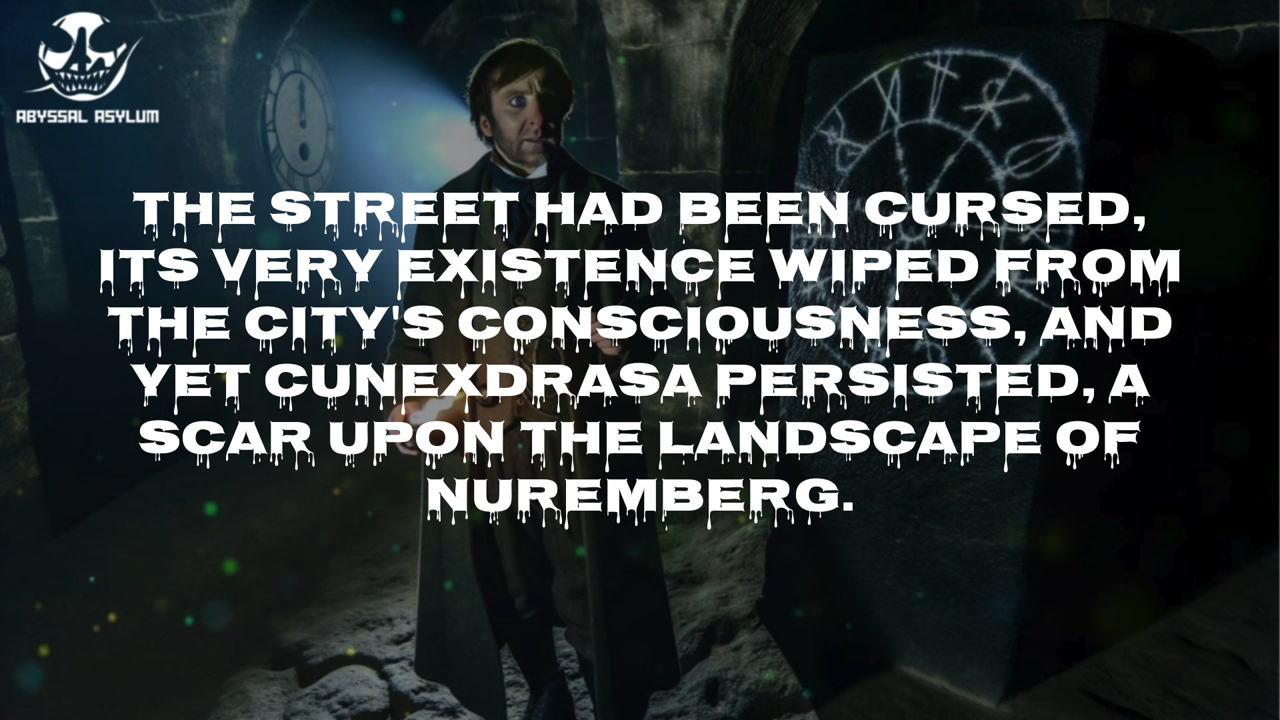 ABYSSAL ASYLUM
THE STREET HAD BEEN CURSED,
ITS VERY EXISTENCE WIPED FROM
THE CITY'S CONSCIOUSNESS, AND
YET CUNEXDRASA PERSISTED, A
SCAR UPON THE LANDSCAPE OF
NUREMBERG.